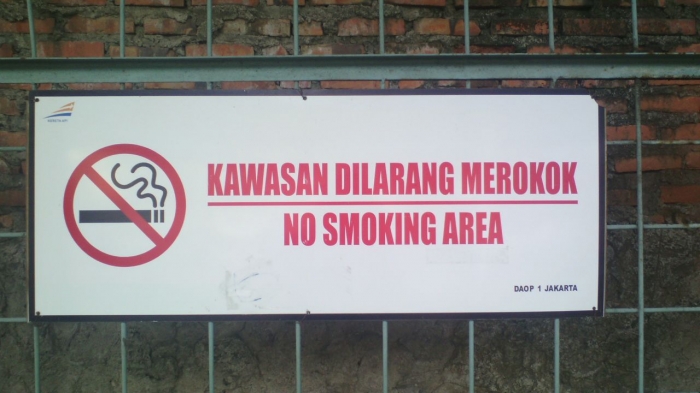 KAWASAN DILARANG MEROKOK
NO SMOKING AREA
DAOP 1 JAKARTA